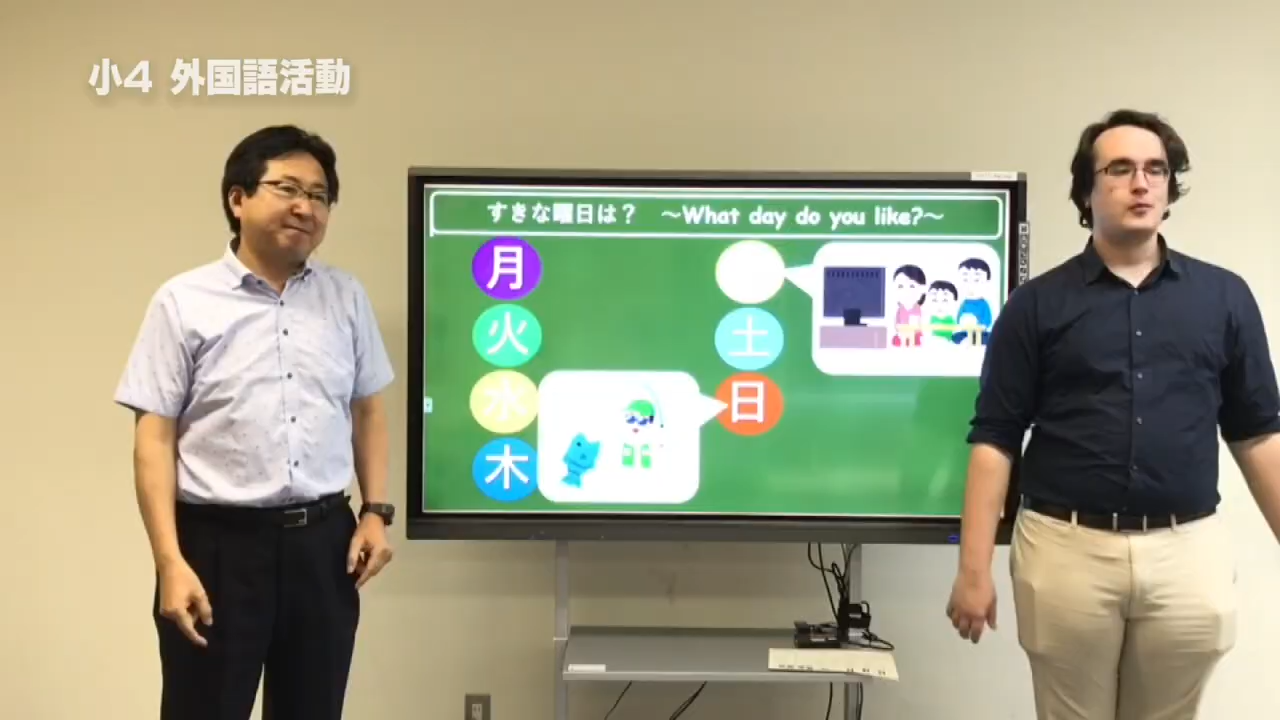 小4 外国語活動
すきな曜日は？ ～What day do you like?～
月
火
水
木
土
日